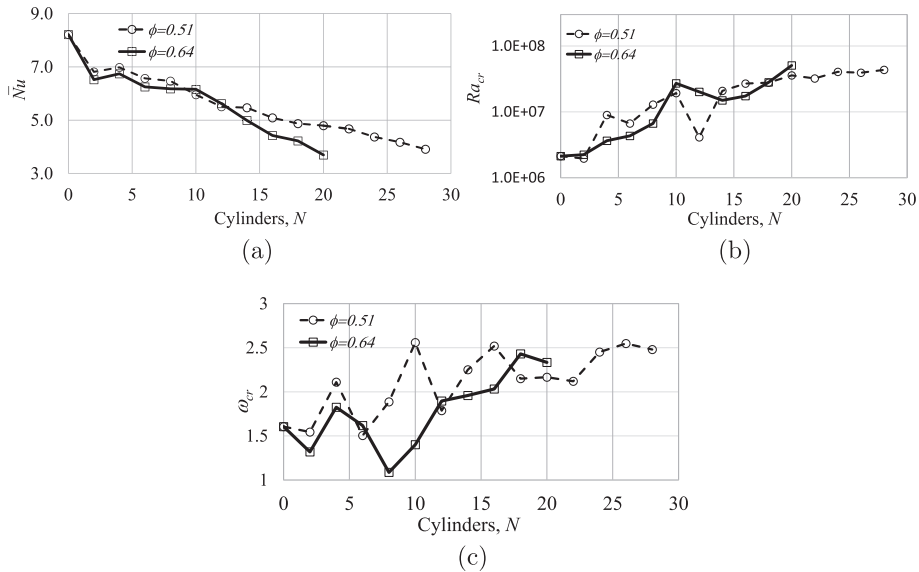 9.0
7.0
5.0
3.0
N̄u
ϕ=0.51
ϕ=0.64
0 5 10 15 20 25 30
Cylinders, N
(a)
1.0E+08
1.0E+07
1.0E+06
Ra_cr
ϕ=0.51
ϕ=0.64
0 5 10 15 20 25 30
Cylinders, N
(b)
3
2.5
2
1.5
1
ω_cr
ϕ=0.51
ϕ=0.64
0 5 10 15 20 25 30
Cylinders, N
(c)